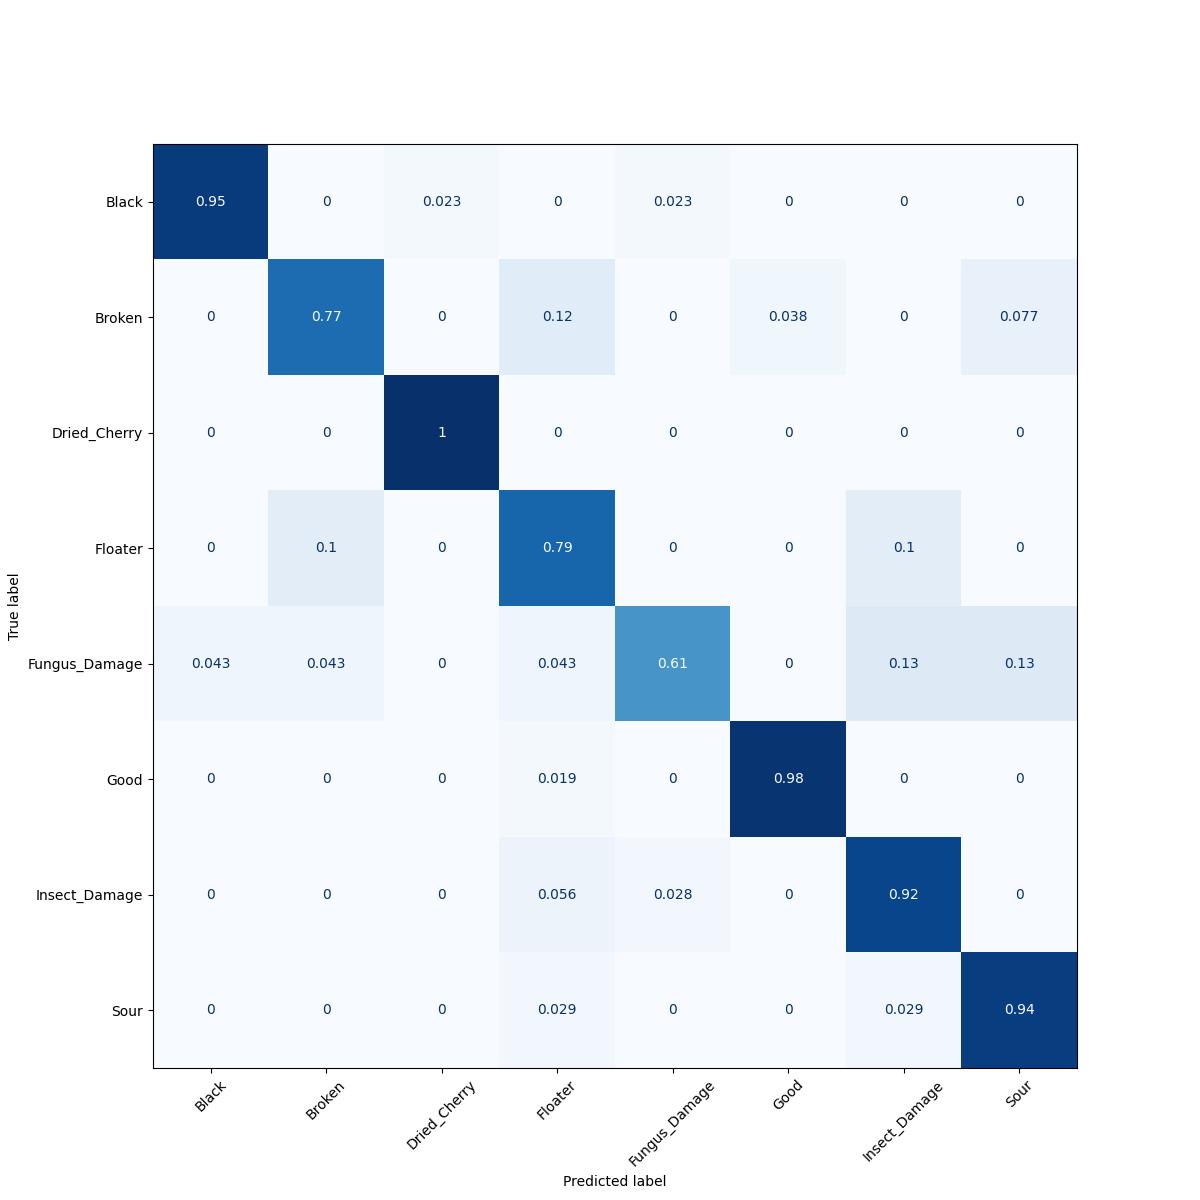 Black 0.95 0 0.023 0 0.023 0 0 0
Broken 0 0.77 0 0.12 0 0.038 0 0.077
Dried_Cherry 0 0 1 0 0 0 0 0
Floater 0 0.1 0 0.79 0 0 0.1 0
True label
Fungus_Damage 0.043 0.043 0 0.043 0.61 0 0.13 0.13
Good 0 0 0 0.019 0 0.98 0 0
Insect_Damage 0 0 0 0.056 0.028 0 0.92 0
Sour 0 0 0 0.029 0 0 0.029 0.94
Black Broken Dried_Cherry Floater Fungus_Damage Good Insect_Damage Sour
Predicted label